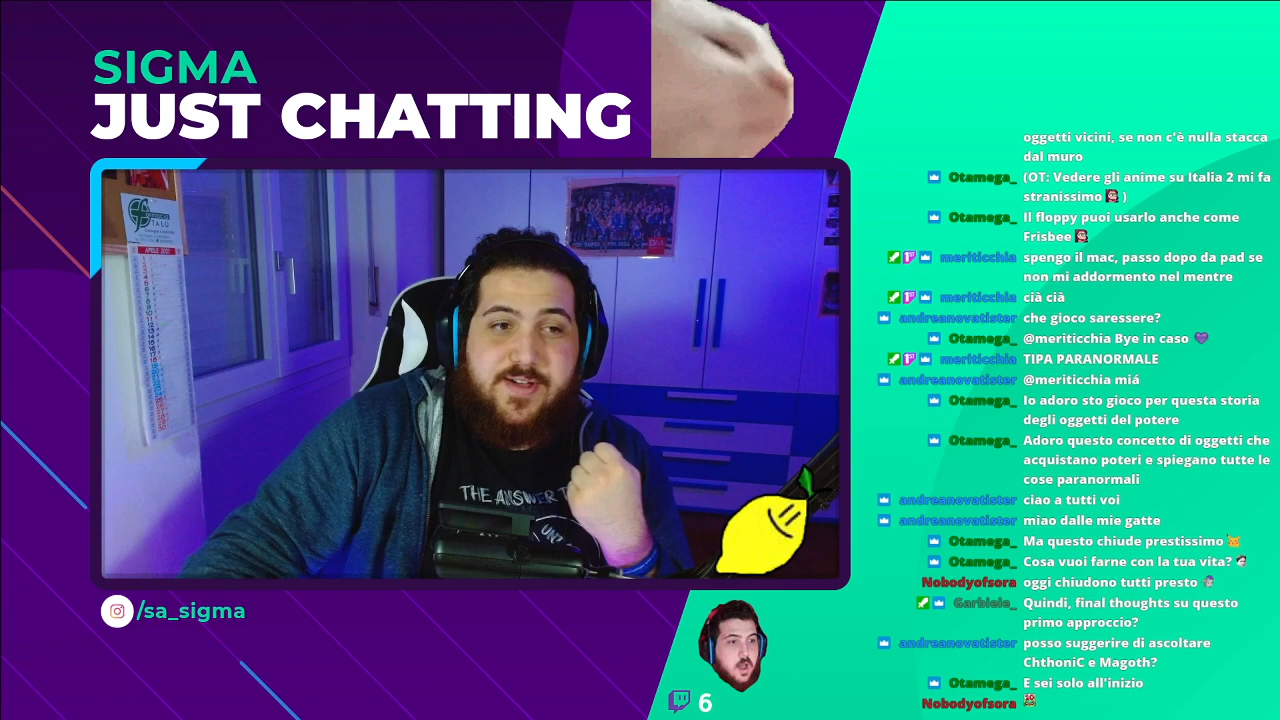 SIGMA
JUST CHATTING
TALU
APRILE 2021
THE ANSWER T
/sa_sigma
6
oggetti vicini, se non c'è nulla stacca
dal muro
Otamega_ (OT: Vedere gli anime su Italia 2 mi fa
stranissimo )
Otamega_ Il floppy puoi usarlo anche come
Frisbee
meriticchia spengo il mac, passo dopo da pad se
non mi addormento nel mentre
meriticchia cià cià
andreanovatister che gioco saressere?
Otamega_ @meriticchia Bye in caso 💜
meriticchia TIPA PARANORMALE
andreanovatister @meriticchia miá
Otamega_ Io adoro sto gioco per questa storia
degli oggetti del potere
Otamega_ Adoro questo concetto di oggetti che
acquistano poteri e spiegano tutte le
cose paranormali
andreanovatister ciao a tutti voi
andreanovatister miao dalle mie gatte
Otamega_ Ma questo chiude prestissimo
Otamega_ Cosa vuoi farne con la tua vita?
Nobodyofsora oggi chiudono tutti presto
Garbiele_ Quindi, final thoughts su questo
primo approccio?
andreanovatister posso suggerire di ascoltare
ChthoniC e Magoth?
Otamega_ E sei solo all'inizio
Nobodyofsora